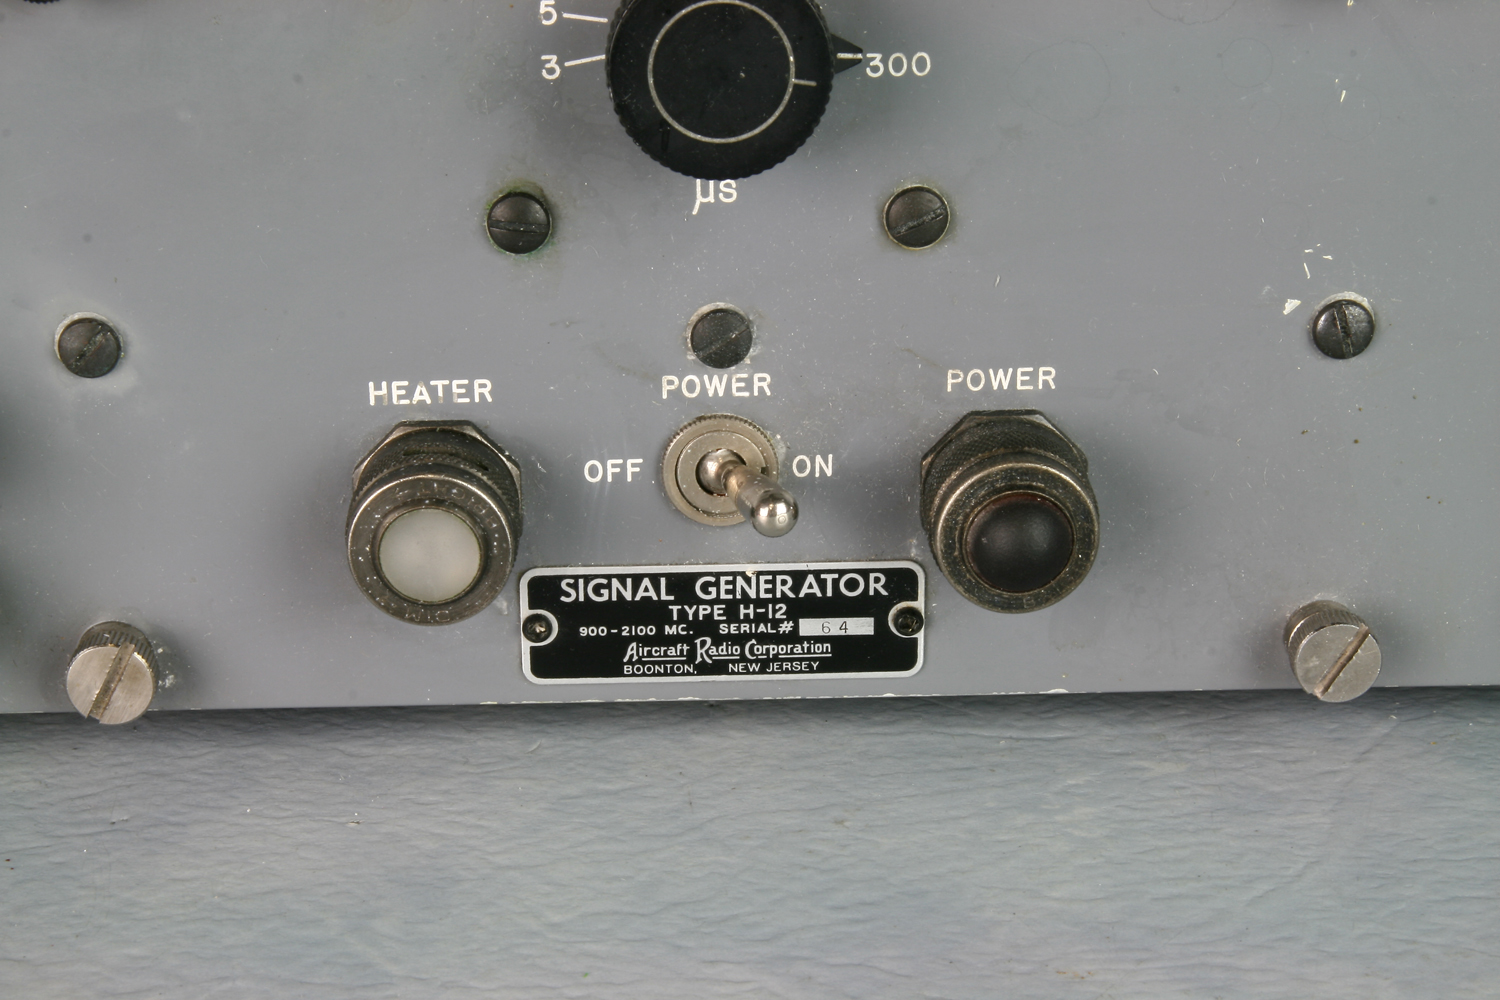 5
3
300
µs
HEATER
POWER
POWER
OFF
ON
SIGNAL GENERATOR
TYPE H-12
900-2100 MC. SERIAL# 64
Aircraft Radio Corporation
BOONTON, NEW JERSEY